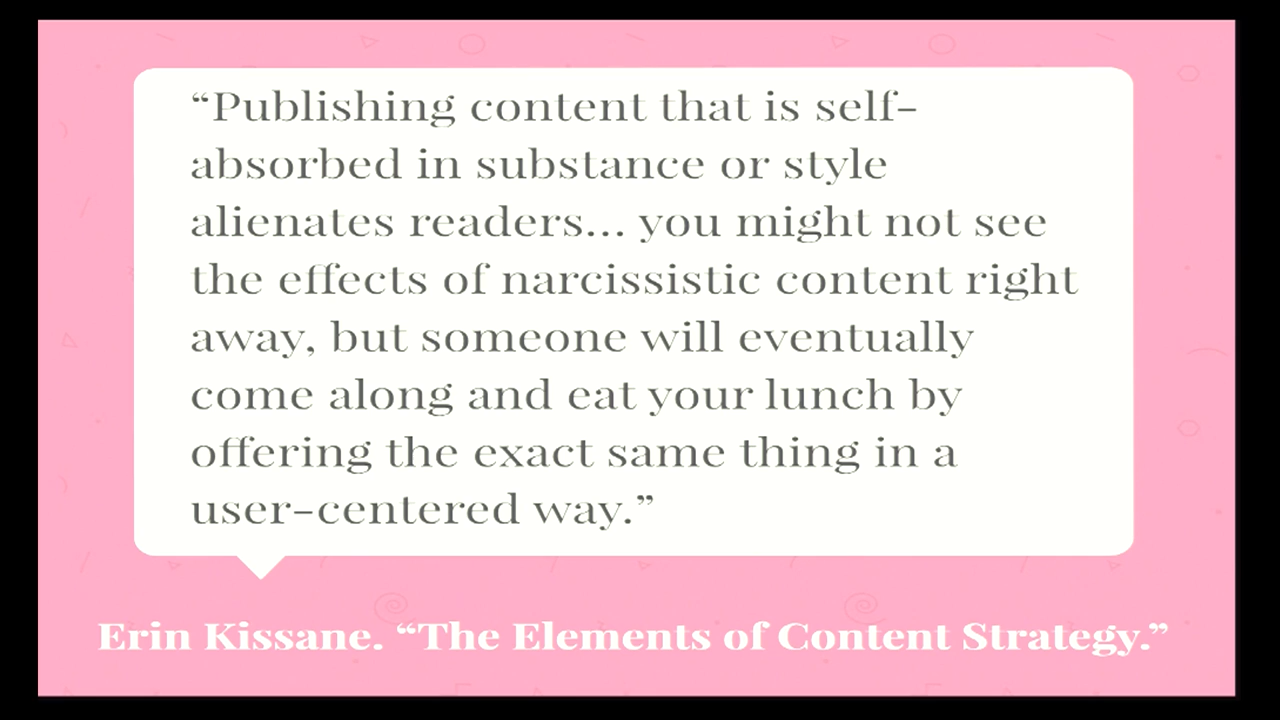 “Publishing content that is self-
absorbed in substance or style
alienates readers... you might not see
the effects of narcissistic content right
away, but someone will eventually
come along and eat your lunch by
offering the exact same thing in a
user-centered way.”
Erin Kissane. “The Elements of Content Strategy.”